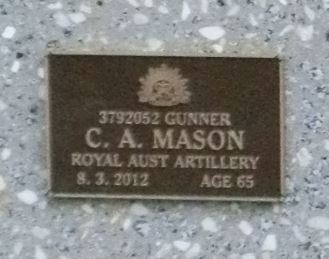 3792052 GUNNER
C. A. MASON
ROYAL AUST ARTILLERY
8. 3. 2012 AGE 65